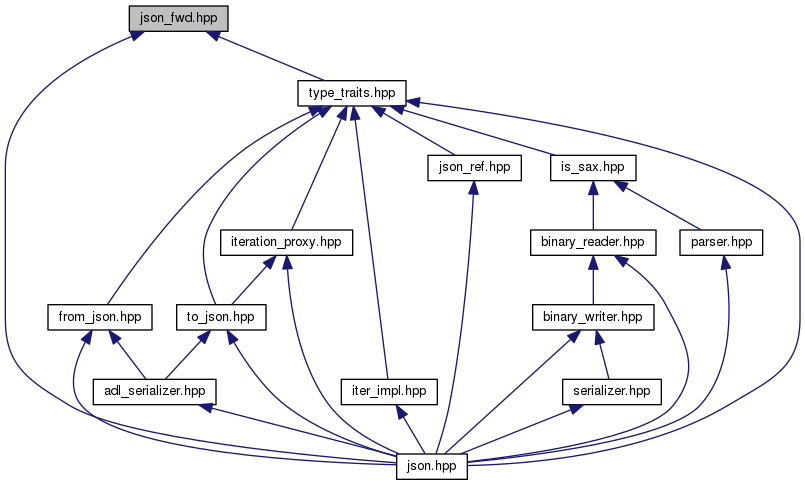 json_fwd.hpp
type_traits.hpp
json_ref.hpp
is_sax.hpp
iteration_proxy.hpp
binary_reader.hpp
parser.hpp
from_json.hpp
to_json.hpp
binary_writer.hpp
adl_serializer.hpp
iter_impl.hpp
serializer.hpp
json.hpp